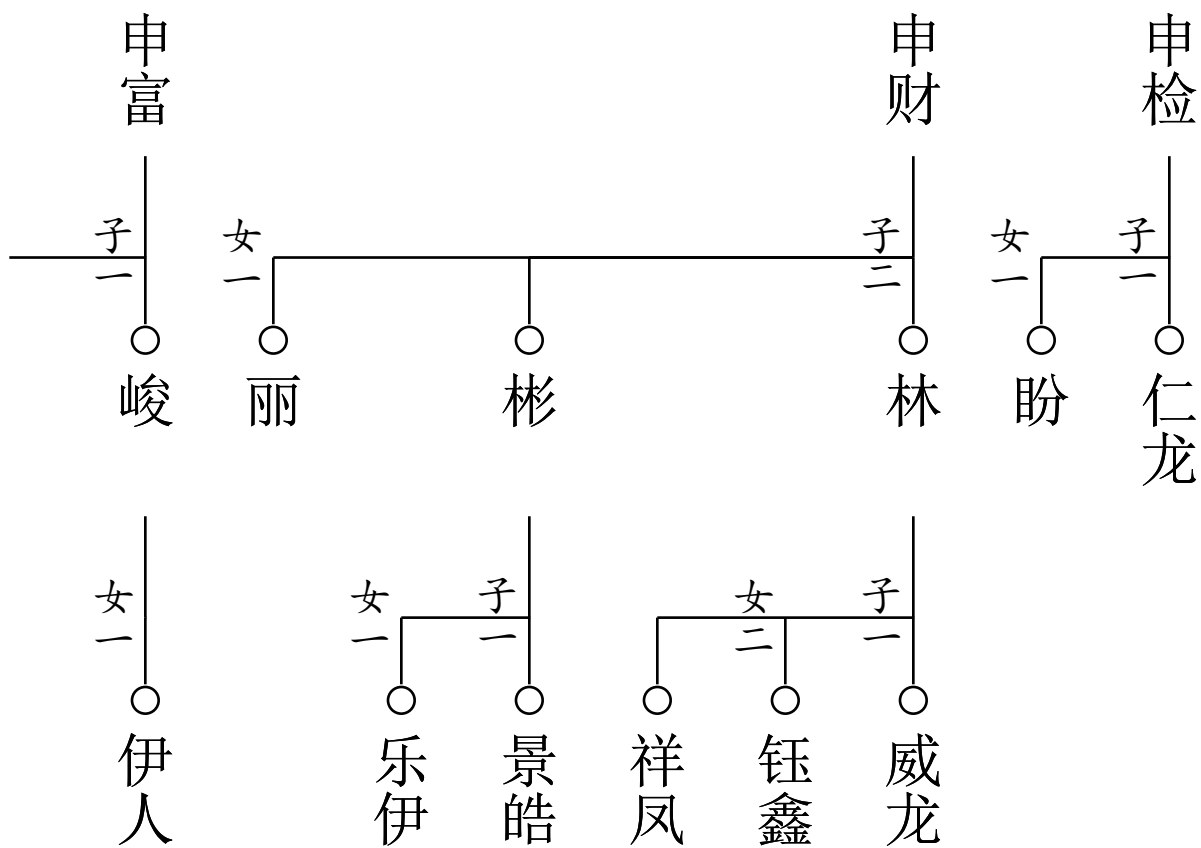 申富
申财
申检
子一
女一
子二
女一
子一
峻
丽
彬
林
盼
仁龙
女一
女一
子一
女二
子一
伊人
乐伊
景皓
祥凤
钰鑫
威龙